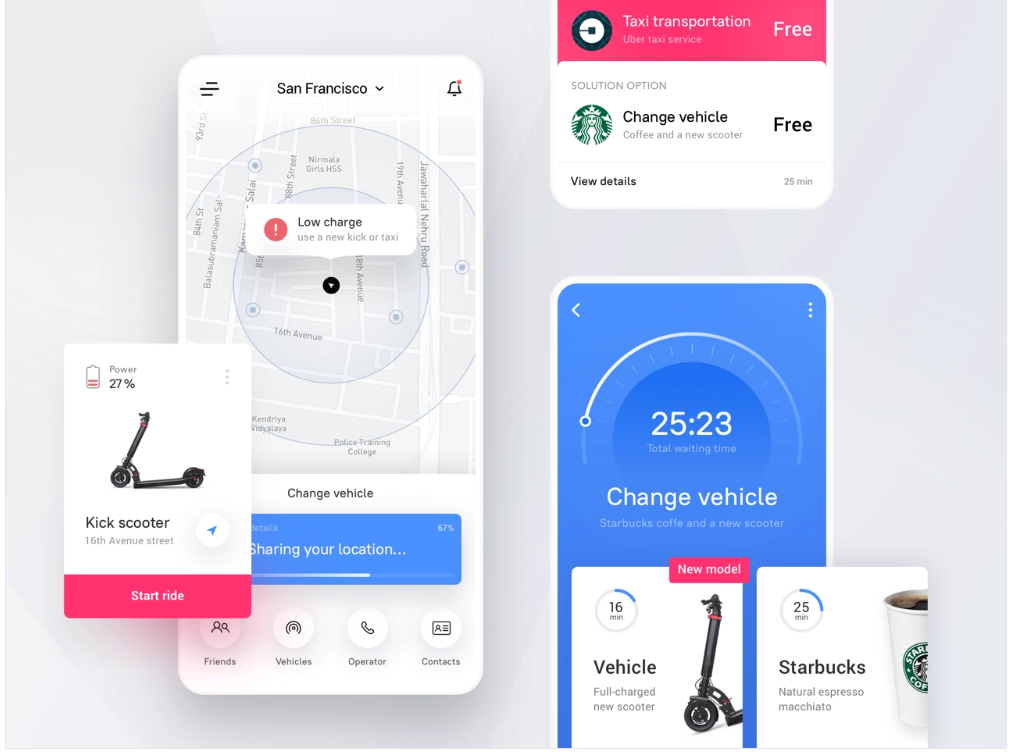 San Francisco
93rd St
86th Street
Nirmala
Girls HSS
88th Street
19th Avenue
Jawaharlal Nehru Road
84th St
Balasubramaniam Sal
Salai
Low charge
use a new kick or taxi
18th Avenue
16th Avenue
Kendriya
Vidyalaya
Police Training
College
Power
27 %
Kick scooter
16th Avenue street
Start ride
Change vehicle
details
67%
Sharing your location...
Friends
Vehicles
Operator
Contacts
Taxi transportation
Uber taxi service
Free
SOLUTION OPTION
Change vehicle
Coffee and a new scooter
Free
View details
25 min
25:23
Total waiting time
Change vehicle
Starbucks coffe and a new scooter
New model
16
min
Vehicle
Full-charged
new scooter
25
min
Starbucks
Natural espresso
macchiato